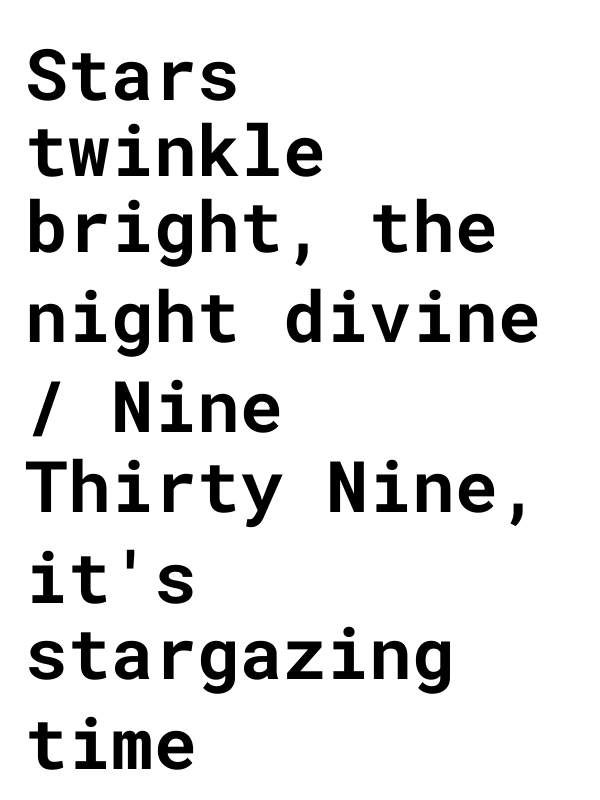 Stars
twinkle
bright, the
night divine
/ Nine
Thirty Nine,
it's
stargazing
time